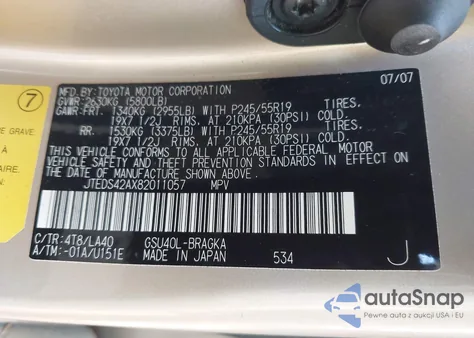 MFD. BY: TOYOTA MOTOR CORPORATION 07/07
GVWR: 2630KG (5800LB)
GAWR: FRT. 1340KG (2955LB) WITH P245/55R19 TIRES.
19X7 1/2J RIMS, AT 210KPA (30PSI) COLD.
RR. 1530KG (3375LB) WITH P245/55R19 TIRES.
19X7 1/2J RIMS, AT 210KPA (30PSI) COLD.
THIS VEHICLE CONFORMS TO ALL APPLICABLE FEDERAL MOTOR
VEHICLE SAFETY AND THEFT PREVENTION STANDARDS IN EFFECT ON
THE DATE OF MANUFACTURE SHOWN ABOVE.
JTEDS42AX82011057 MPV
C/TR: 4T8/LA40 GSU40L-BRAGKA
A/TM: -01A/U151E MADE IN JAPAN 534 J
7
E GRAVE.
À
AIRE.
autoSnap
Pewne auta z aukcji USA i EU